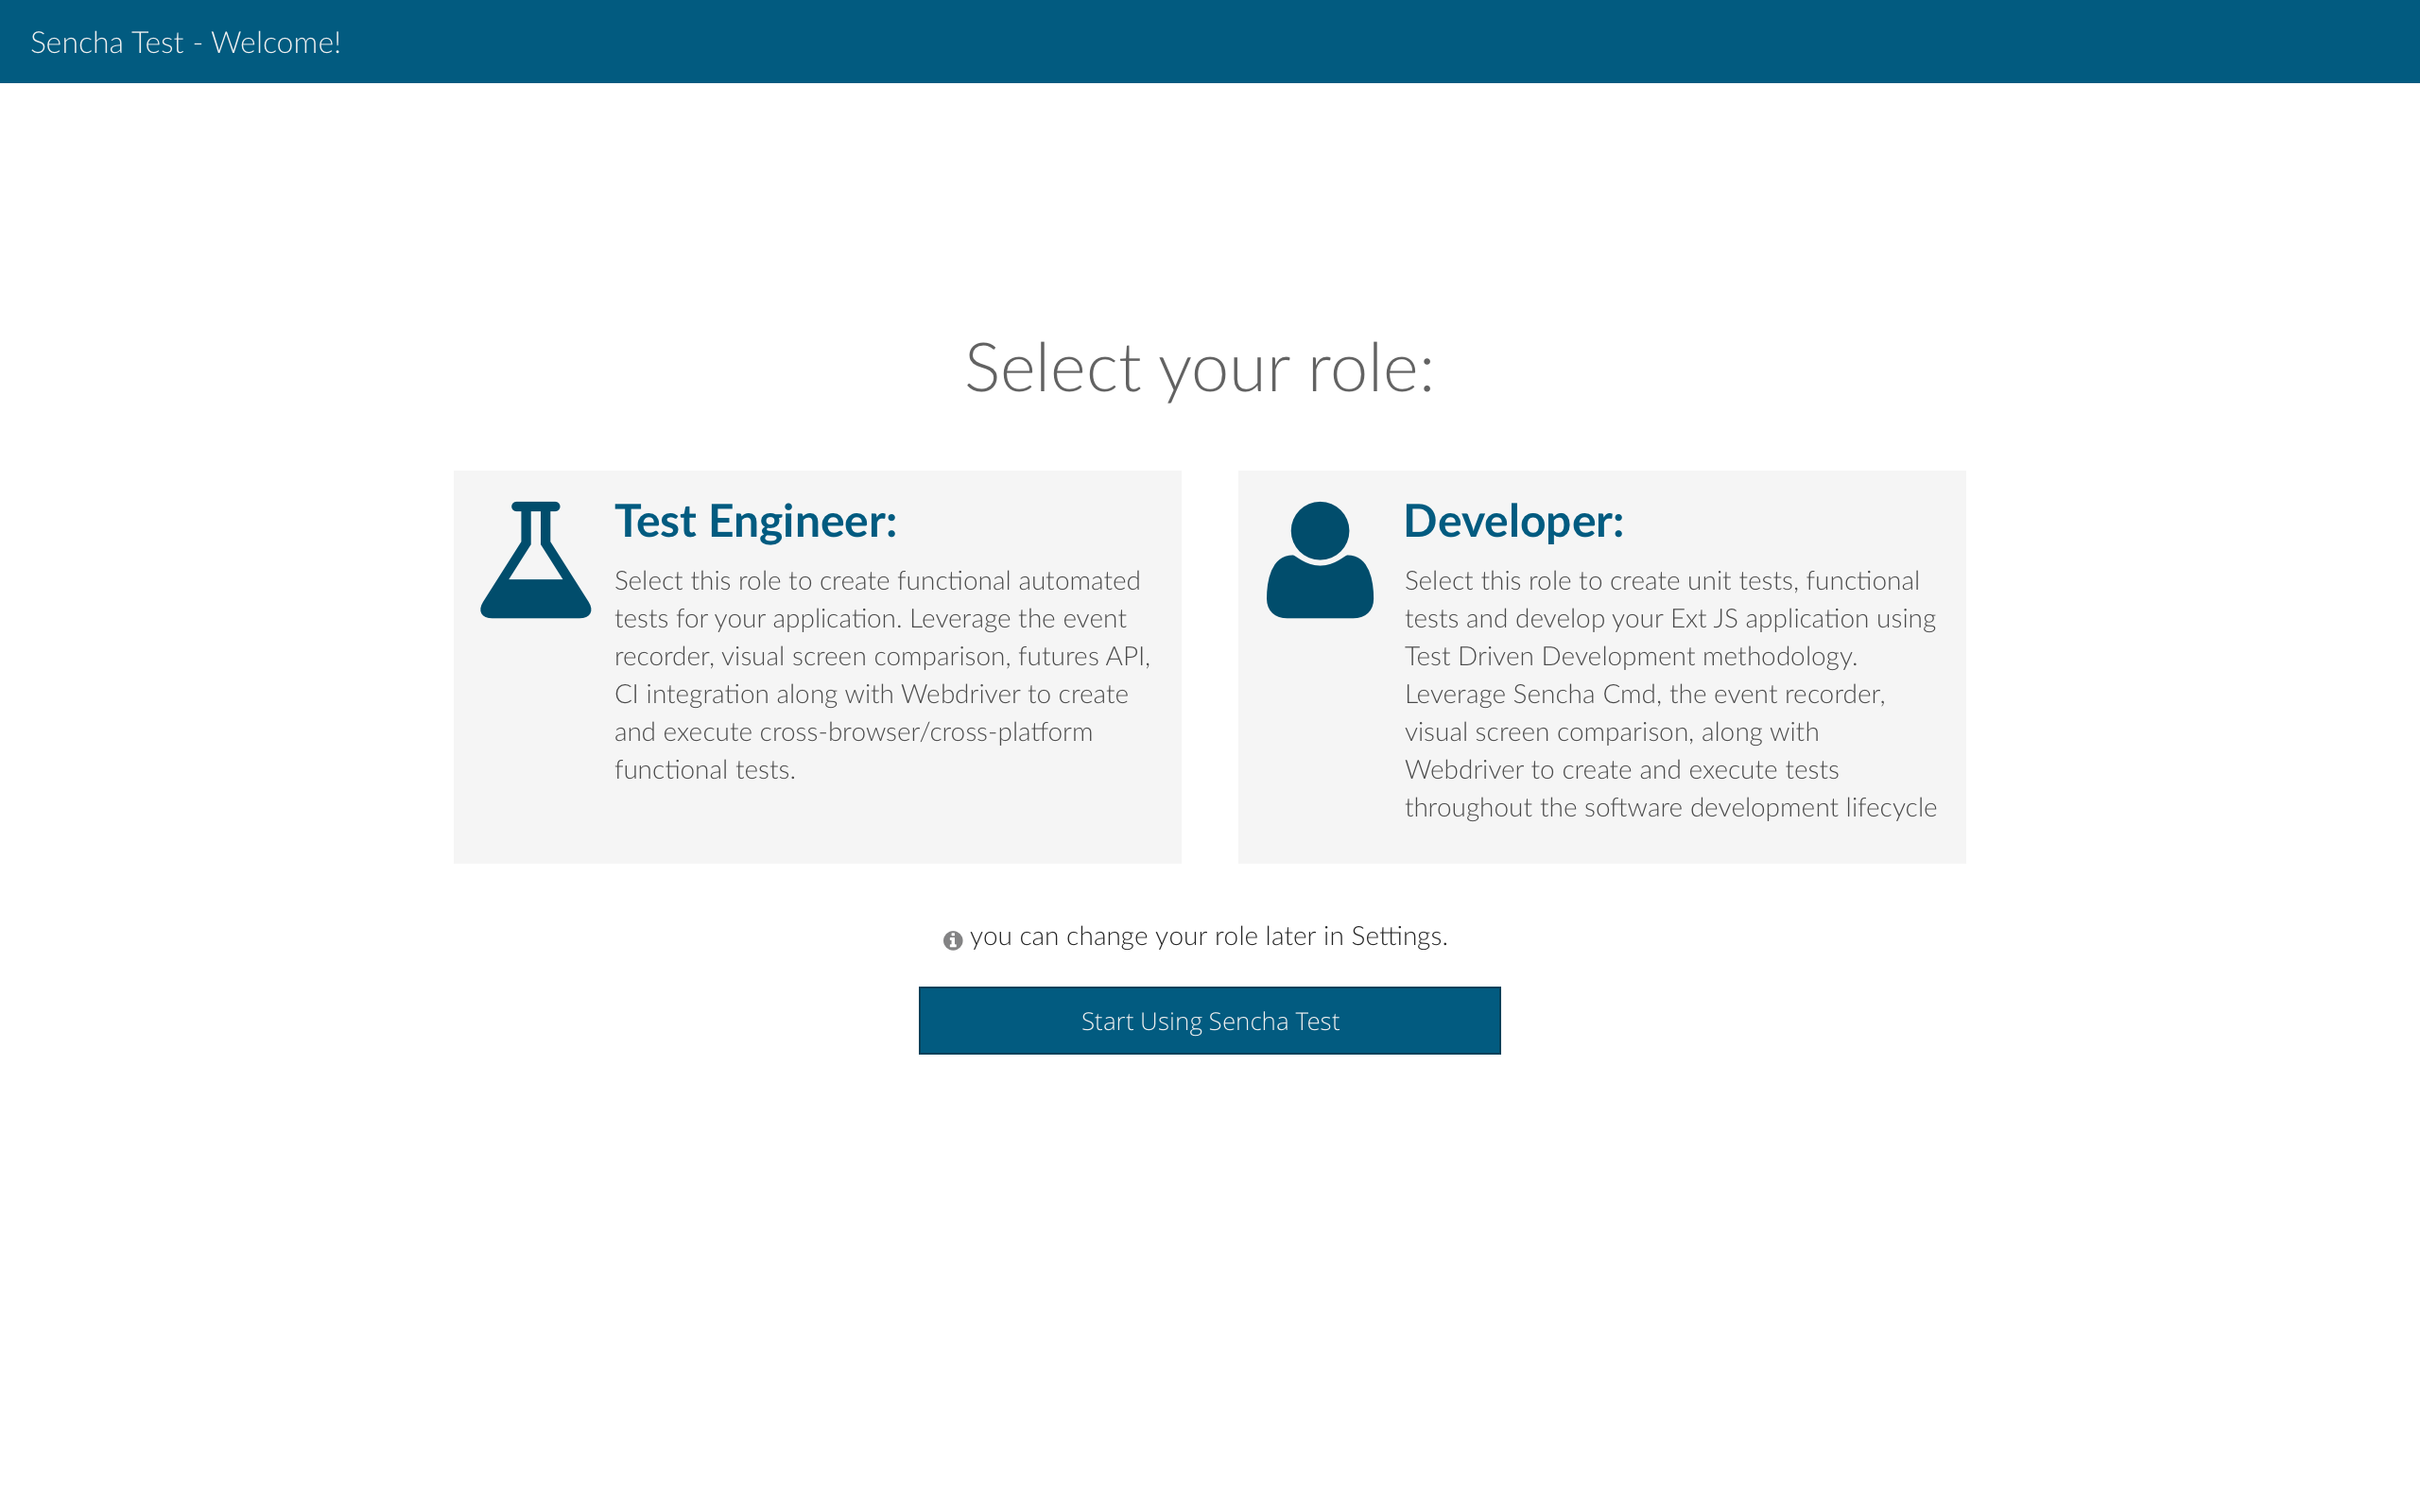 Sencha Test - Welcome!
Select your role:
Test Engineer:
Select this role to create functional automated
tests for your application. Leverage the event
recorder, visual screen comparison, futures API,
CI integration along with Webdriver to create
and execute cross-browser/cross-platform
functional tests.
Developer:
Select this role to create unit tests, functional
tests and develop your Ext JS application using
Test Driven Development methodology.
Leverage Sencha Cmd, the event recorder,
visual screen comparison, along with
Webdriver to create and execute tests
throughout the software development lifecycle
you can change your role later in Settings.
Start Using Sencha Test